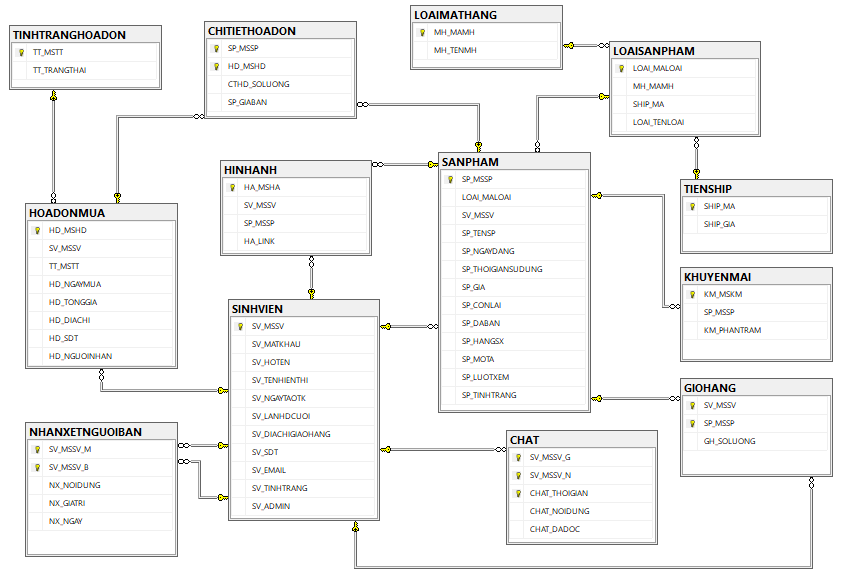 TINHTRANGHOADON
TT_MSTT
TT_TRANGTHAI
CHITIETHOADON
SP_MSSP
HD_MSHD
CTHD_SOLUONG
SP_GIABAN
LOAIMATHANG
MH_MAMH
MH_TENMH
LOAISANPHAM
LOAI_MALOAI
MH_MAMH
SHIP_MA
LOAI_TENLOAI
HINHANH
HA_MSHA
SV_MSSV
SP_MSSP
HA_LINK
SANPHAM
SP_MSSP
LOAI_MALOAI
SV_MSSV
SP_TENSP
SP_NGAYDANG
SP_THOIGIANSUDUNG
SP_GIA
SP_CONLAI
SP_DABAN
SP_HANGSX
SP_MOTA
SP_LUOTXEM
SP_TINHTRANG
TIENSHIP
SHIP_MA
SHIP_GIA
HOADONMUA
HD_MSHD
SV_MSSV
TT_MSTT
HD_NGAYMUA
HD_TONGGIA
HD_DIACHI
HD_SDT
HD_NGUOINHAN
KHUYENMAI
KM_MSKM
SP_MSSP
KM_PHANTRAM
SINHVIEN
SV_MSSV
SV_MATKHAU
SV_HOTEN
SV_TENHIENTHI
SV_NGAYTAOTK
SV_LANHDCUOI
SV_DIACHIGIAOHANG
SV_SDT
SV_EMAIL
SV_TINHTRANG
SV_ADMIN
GIOHANG
SV_MSSV
SP_MSSP
GH_SOLUONG
NHANXETNGUOIBAN
SV_MSSV_M
SV_MSSV_B
NX_NOIDUNG
NX_GIATRI
NX_NGAY
CHAT
SV_MSSV_G
SV_MSSV_N
CHAT_THOIGIAN
CHAT_NOIDUNG
CHAT_DADOC